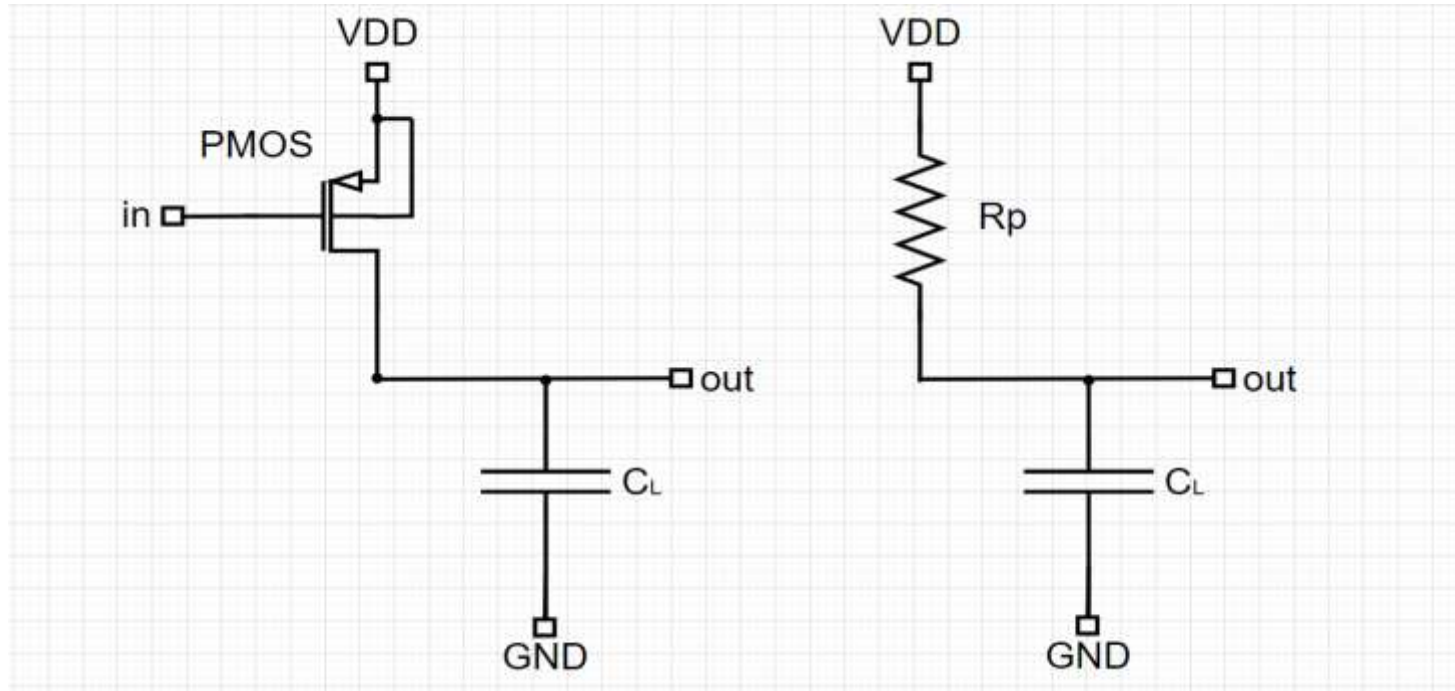 VDD
VDD
PMOS
in
Rp
out
out
CL
CL
GND
GND